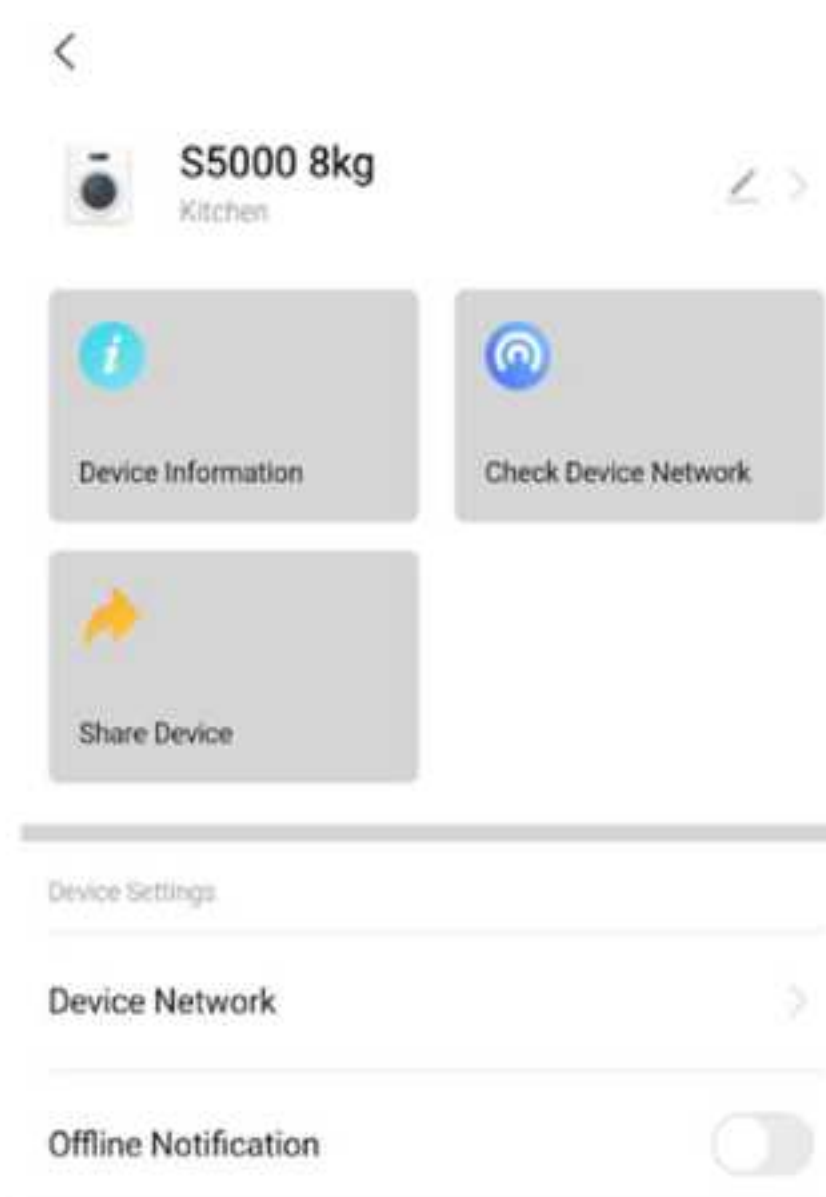 S5000 8kg
Kitchen
Device Information
Check Device Network
Share Device
Device Settings
Device Network
Offline Notification